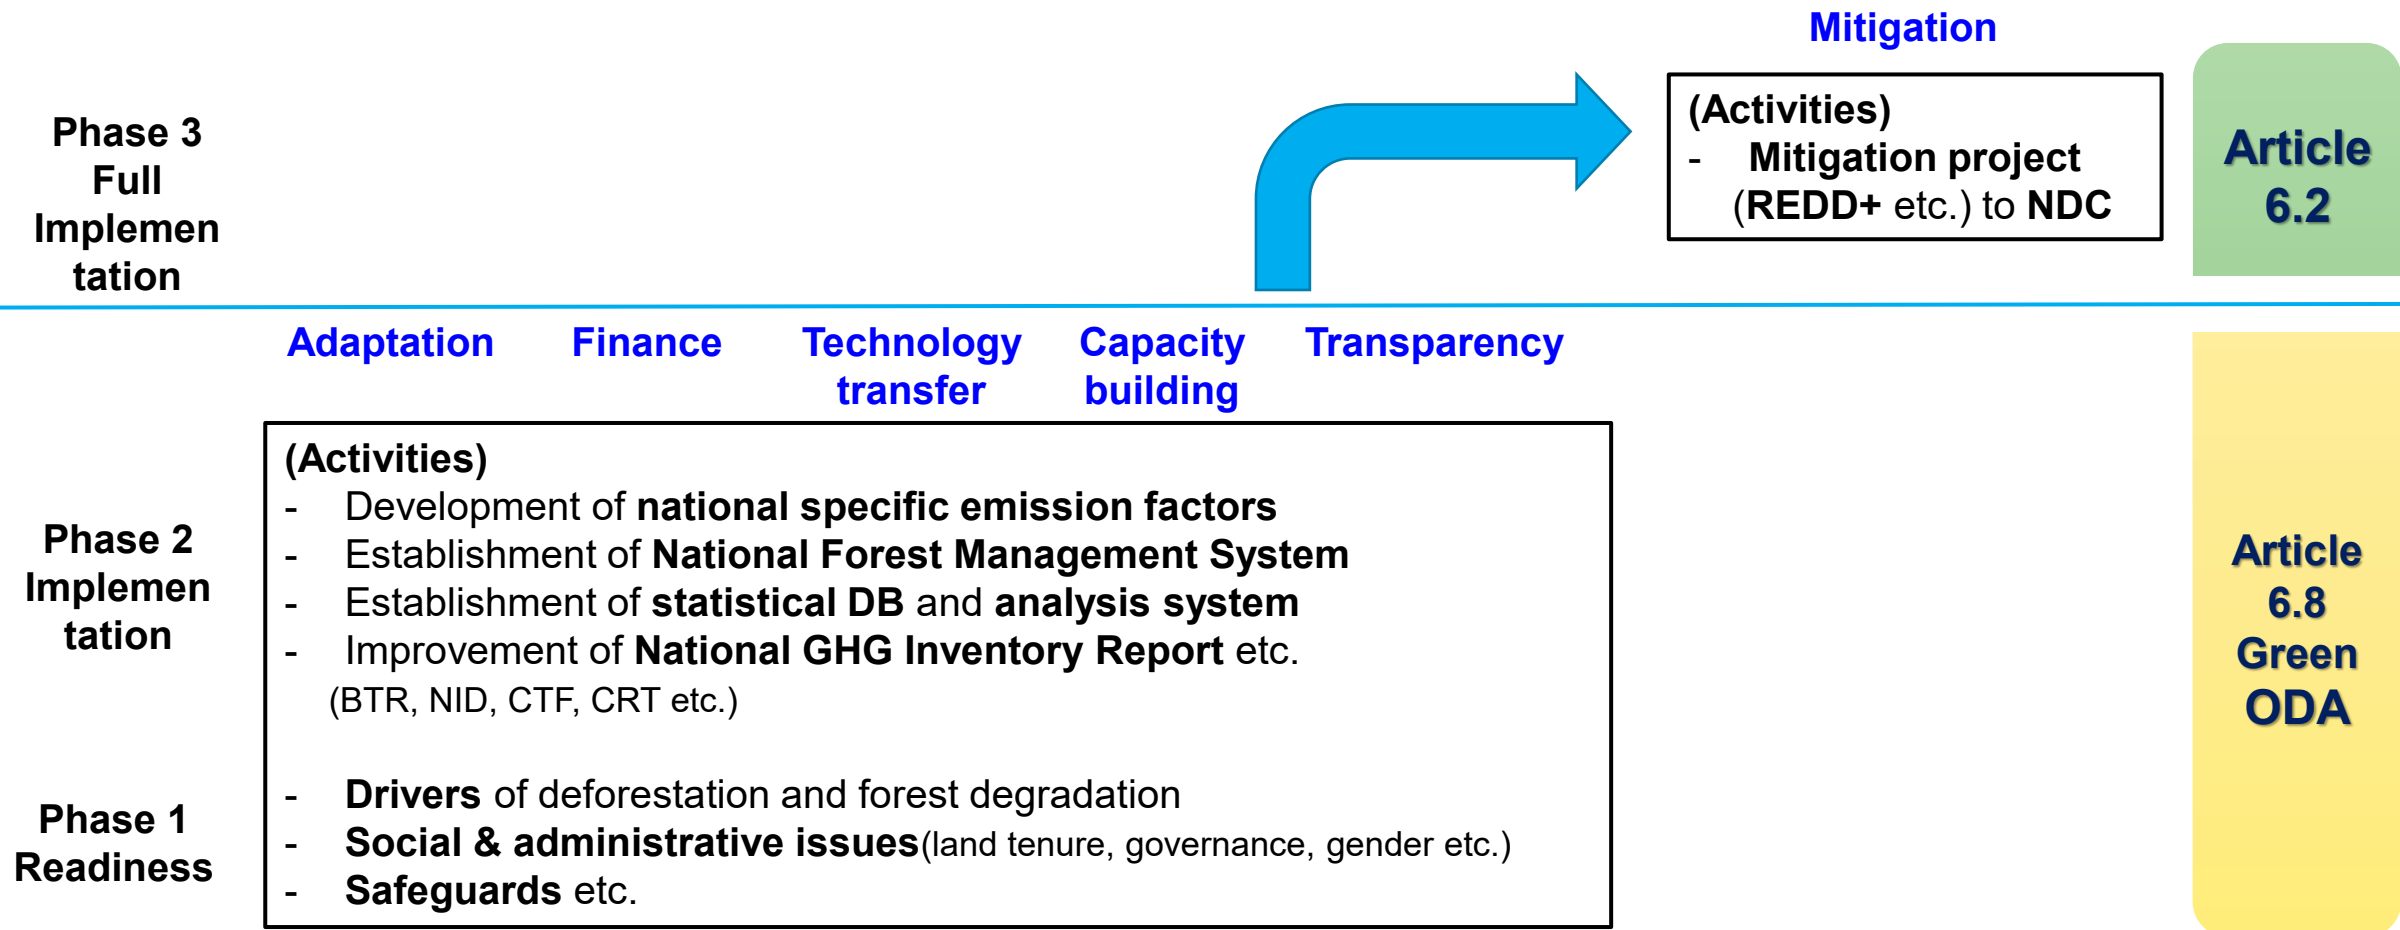 Mitigation
Phase 3
Full
Implemen
tation
(Activities)
- Mitigation project
(REDD+ etc.) to NDC
Article
6.2
Adaptation
Finance
Technology
transfer
Capacity
building
Transparency
Phase 2
Implemen
tation
(Activities)
- Development of national specific emission factors
- Establishment of National Forest Management System
- Establishment of statistical DB and analysis system
- Improvement of National GHG Inventory Report etc.
(BTR, NID, CTF, CRT etc.)
Phase 1
Readiness
- Drivers of deforestation and forest degradation
- Social & administrative issues(land tenure, governance, gender etc.)
- Safeguards etc.
Article
6.8
Green
ODA